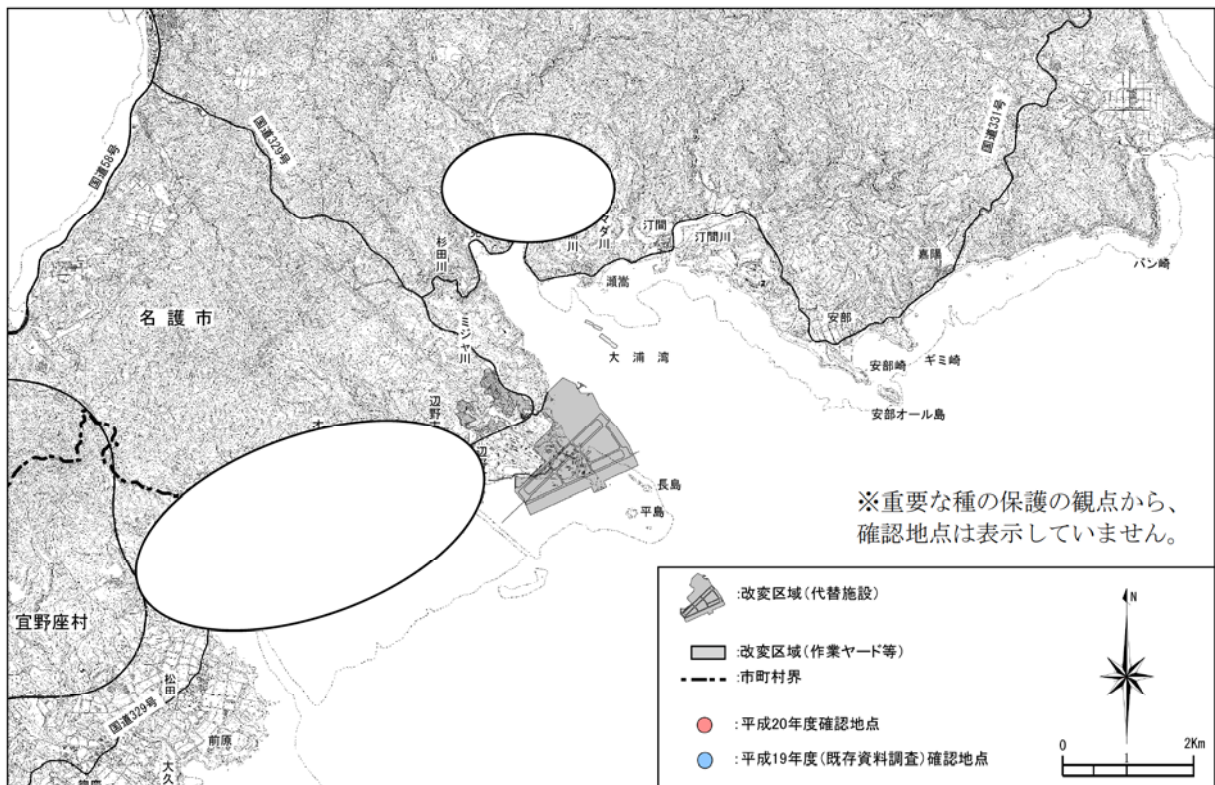 国道58号
国道329号
国道331号
杉田川
川
マダ川
汀間
汀間川
瀬嵩
嘉陽
バン崎
名護市
ミジャ川
大浦湾
安部
安部崎
ギミ崎
安部オール島
辺野
長島
平島
※重要な種の保護の観点から、
確認地点は表示していません。
宜野座村
松田
国道329号
前原
大久
:改変区域(代替施設)
:改変区域(作業ヤード等)
:市町村界
:平成20年度確認地点
:平成19年度(既存資料調査)確認地点
N
0 1 2Km